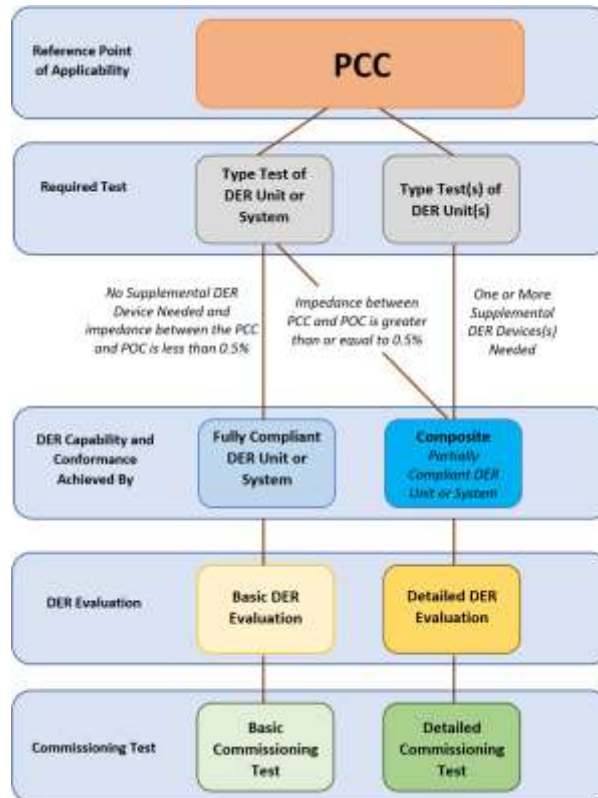 Reference Point
of Applicability
PCC
Required Test
Type Test of
DER Unit or
System
Type Test(s) of
DER Unit(s)
No Supplemental DER
Device Needed and
impedance between the PCC
and POC is less than 0.5%
Impedance between
PCC and POC is greater
than or equal to 0.5%
One or More
Supplemental
DER Devices(s)
Needed
DER Capability and
Conformance
Achieved By
Fully Compliant
DER Unit or
System
Composite
Partially
Compliant DER
Unit or System
DER Evaluation
Basic DER
Evaluation
Detailed DER
Evaluation
Commissioning Test
Basic
Commissioning
Test
Detailed
Commissioning
Test